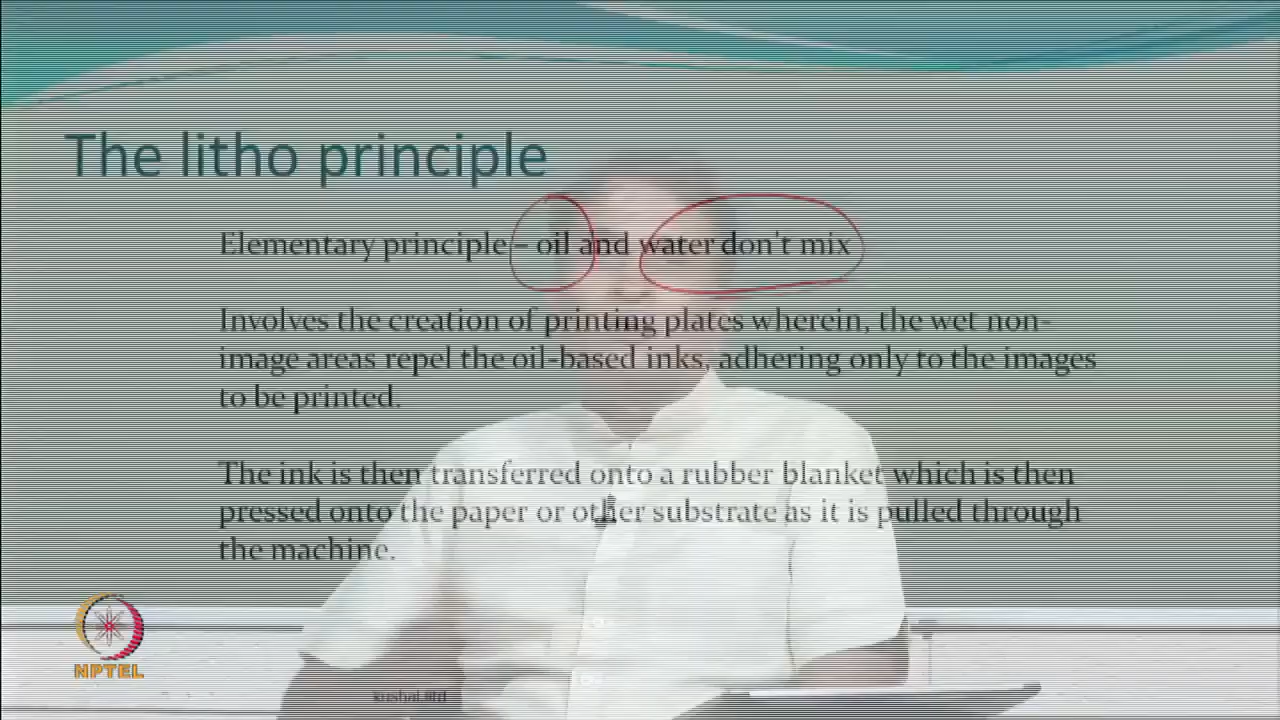 The litho principle
Elementary principle – oil and water don't mix
Involves the creation of printing plates wherein, the wet non-
image areas repel the oil-based inks, adhering only to the images
to be printed.
The ink is then transferred onto a rubber blanket which is then
pressed onto the paper or other substrate as it is pulled through
the machine.
NPTEL